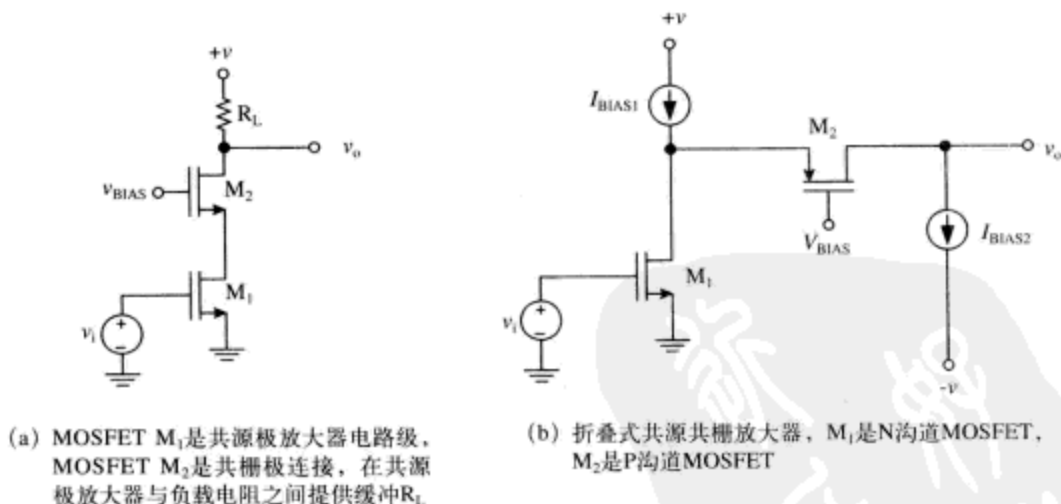 +v
R_L
v_o
v_BIAS
M_2
M_1
v_i
(a) MOSFET M_1是共源极放大器电路级,
MOSFET M_2是共栅极连接, 在共源
极放大器与负载电阻之间提供缓冲R_L
+v
I_BIAS1
M_2
v_o
V_BIAS
I_BIAS2
M_1
v_i
-v
(b) 折叠式共源共栅放大器, M_1是N沟道MOSFET,
M_2是P沟道MOSFET